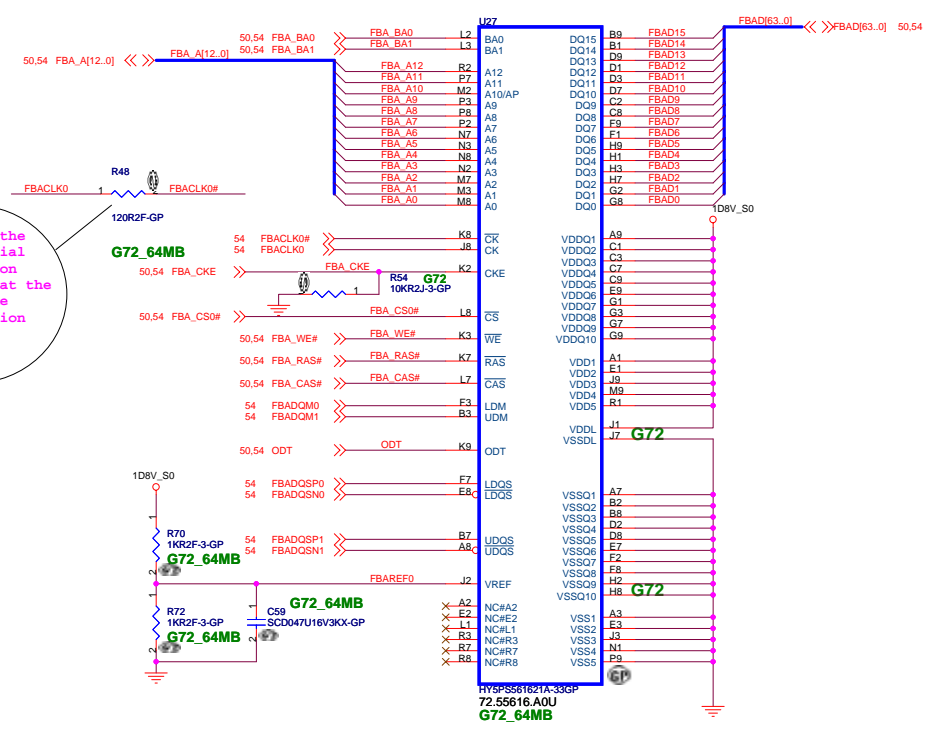 U27
50,54 FBA_BA0 FBA_BA0 L2 BA0
50,54 FBA_BA1 FBA_BA1 L3 BA1
50,54 FBA_A[12..0] FBA_A[12..0]
FBA_A12 R2 A12
FBA_A11 P7 A11
FBA_A10 M2 A10/AP
FBA_A9 P3 A9
FBA_A8 P8 A8
FBA_A7 P2 A7
FBA_A6 N7 A6
FBA_A5 N3 A5
FBA_A4 N8 A4
FBA_A3 N2 A3
FBA_A2 M7 A2
FBA_A1 M3 A1
FBA_A0 M8 A0
FBAD[63..0] FBAD[63..0] 50,54
DQ15 B9 FBAD15
DQ14 B1 FBAD14
DQ13 D9 FBAD13
DQ12 D1 FBAD12
DQ11 D3 FBAD11
DQ10 D7 FBAD10
DQ9 C2 FBAD9
DQ8 C8 FBAD8
DQ7 F9 FBAD7
DQ6 F1 FBAD6
DQ5 H9 FBAD5
DQ4 H1 FBAD4
DQ3 H3 FBAD3
DQ2 H7 FBAD2
DQ1 G2 FBAD1
DQ0 G8 FBAD0
1D8V_S0
R48
FBACLK0 1 FBACLK0#
120R2F-GP
G72_64MB
the
ial
on
at the
e
ion
54 FBACLK0# K8 CK
54 FBACLK0 J8 CK
50,54 FBA_CKE FBA_CKE K2 CKE
R54 G72
1 10KR2J-3-GP
50,54 FBA_CS0# FBA_CS0# L8 CS
50,54 FBA_WE# FBA_WE# K3 WE
50,54 FBA_RAS# FBA_RAS# K7 RAS
50,54 FBA_CAS# FBA_CAS# L7 CAS
54 FBADQM0 F3 LDM
54 FBADQM1 B3 UDM
50,54 ODT ODT K9 ODT
54 FBADQSP0 F7 LDQS
54 FBADQSN0 E8 LDQS
54 FBADQSP1 B7 UDQS
54 FBADQSN1 A8 UDQS
VDDQ1 A9
VDDQ2 C1
VDDQ3 C3
VDDQ4 C7
VDDQ5 C9
VDDQ6 E9
VDDQ7 G1
VDDQ8 G3
VDDQ9 G7
VDDQ10 G9
VDD1 A1
VDD2 E1
VDD3 J9
VDD4 M9
VDD5 R1
VDDL J1
VSSDL J7 G72
VSSQ1 A7
VSSQ2 B2
VSSQ3 B8
VSSQ4 D2
VSSQ5 D8
VSSQ6 E7
VSSQ7 F2
VSSQ8 F8
VSSQ9 H2 G72
VSSQ10 H8
VSS1 A3
VSS2 E3
VSS3 J3
VSS4 N1
VSS5 P9
GP
1D8V_S0
1
R70
1KR2F-3-GP
G72_64MB
2
FBAREF0 J2 VREF
1
R72
1KR2F-3-GP
G72_64MB
2
G72_64MB
1 C59
SCD047U16V3KX-GP
2
A2 NC#A2
E2 NC#E2
L1 NC#L1
R3 NC#R3
R7 NC#R7
R8 NC#R8
HY5PS561621A-33GP
72.55616.A0U
G72_64MB